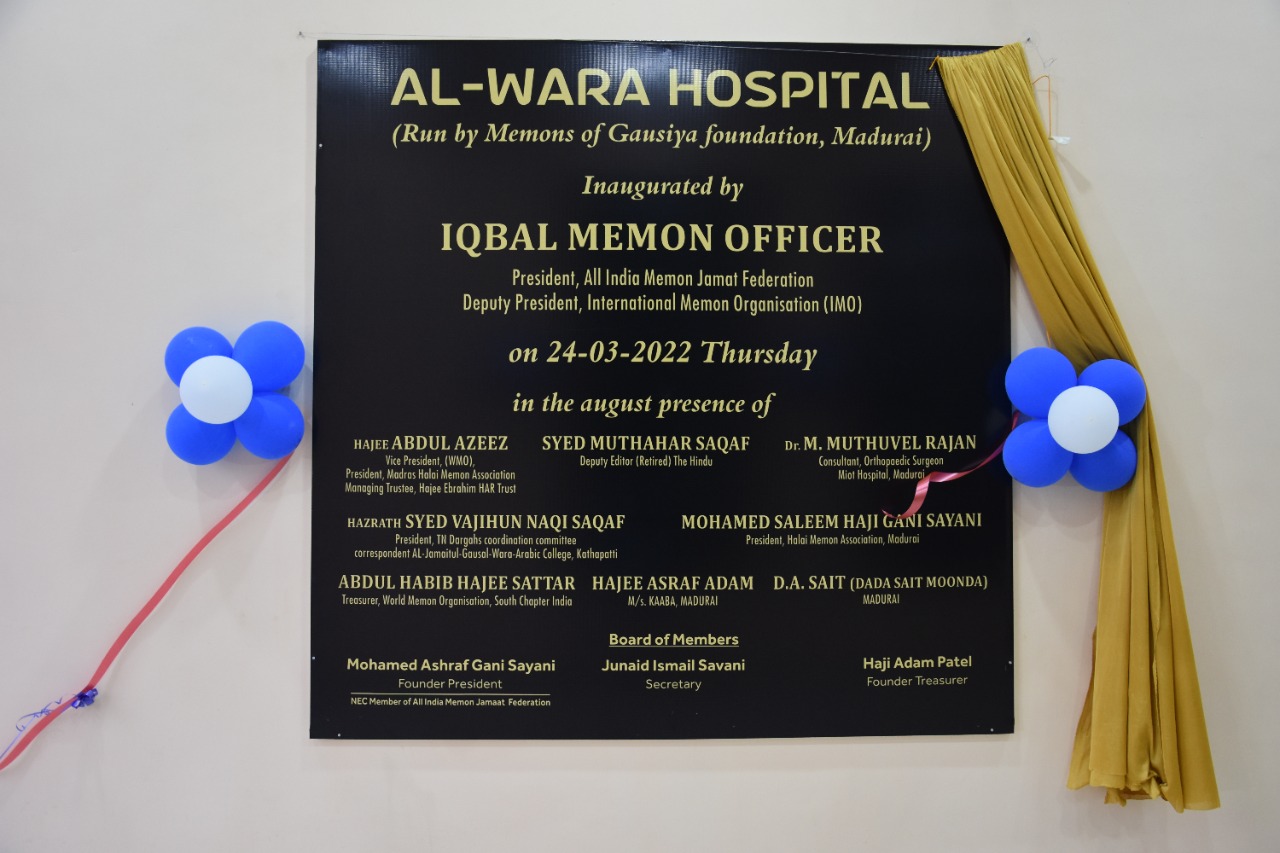 AL-WARA HOSPITAL
(Run by Memons of Gausiya foundation, Madurai)
Inaugurated by
IQBAL MEMON OFFICER
President, All India Memon Jamat Federation
Deputy President, International Memon Organisation (IMO)
on 24-03-2022 Thursday
in the august presence of
HAJEE ABDUL AZEEZ
Vice President, (WMO),
President, Madras Halai Memon Association
Managing Trustee, Hajee Ebrahim HAR Trust
SYED MUTHAHAR SAQAF
Deputy Editor (Retired) The Hindu
Dr. M. MUTHUVEL RAJAN
Consultant, Orthopaedic Surgeon
Miot Hospital, Madurai
HAZRATH SYED VAJIHUN NAQI SAQAF
President, TN Dargahs coordination committee
correspondent AL-Jamaitul-Gausal-Wara-Arabic College, Kathapatti
MOHAMED SALEEM HAJI GANI SAYANI
President, Halai Memon Association, Madurai
ABDUL HABIB HAJEE SATTAR
Treasurer, World Memon Organisation, South Chapter India
HAJEE ASRAF ADAM
M/s. KAABA, MADURAI
D.A. SAIT (DADA SAIT MOONDA)
MADURAI
Board of Members
Mohamed Ashraf Gani Sayani
Founder President
NEC Member of All India Memon Jamaat Federation
Junaid Ismail Savani
Secretary
Haji Adam Patel
Founder Treasurer